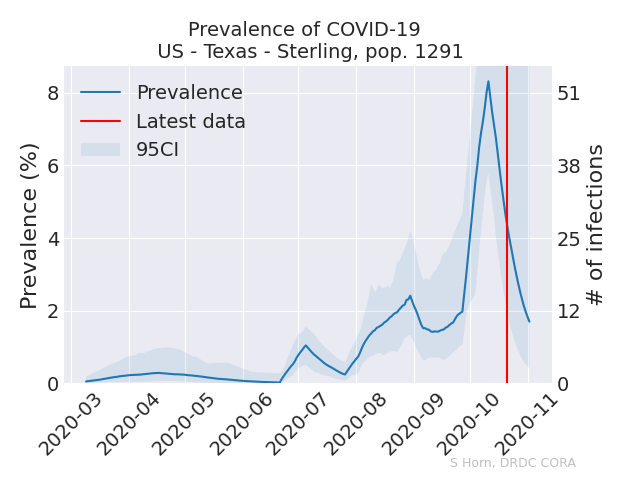 Prevalence of COVID-19
US - Texas - Sterling, pop. 1291
Prevalence
Latest data
95CI
Prevalence (%)
8
6
4
2
0
51
38
25
12
0
# of infections
2020-03
2020-04
2020-05
2020-06
2020-07
2020-08
2020-09
2020-10
2020-11
S Horn, DRDC CORA